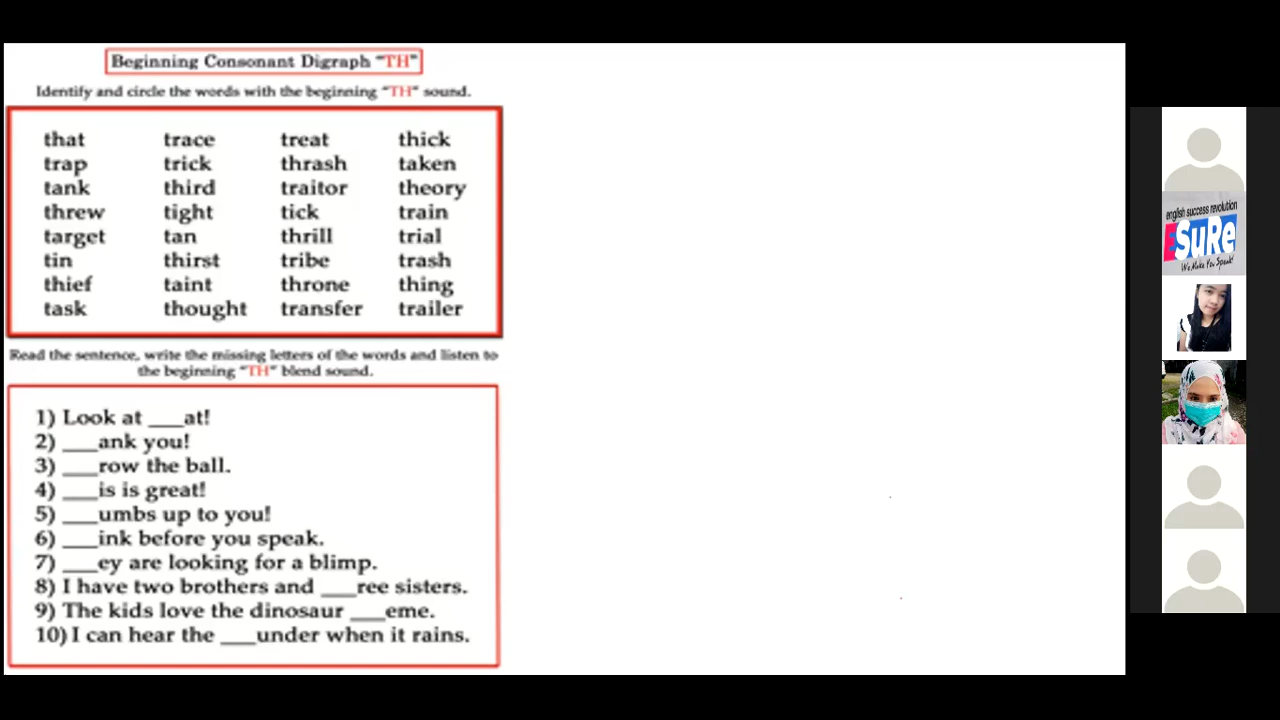 Beginning Consonant Digraph "TH"
Identify and circle the words with the beginning "TH" sound.
that trace treat thick
trap trick thrash taken
tank third traitor theory
threw tight tick train
target tan thrill trial
tin thirst tribe trash
thief taint throne thing
task thought transfer trailer
Read the sentence, write the missing letters of the words and listen to
the beginning "TH" blend sound.
1) Look at ___at!
2) ___ank you!
3) ___row the ball.
4) ___is is great!
5) ___umbs up to you!
6) ___ink before you speak.
7) ___ey are looking for a blimp.
8) I have two brothers and ___ree sisters.
9) The kids love the dinosaur ___eme.
10) I can hear the ___under when it rains.
english success revolution
ESuRe
We Make You Speak!